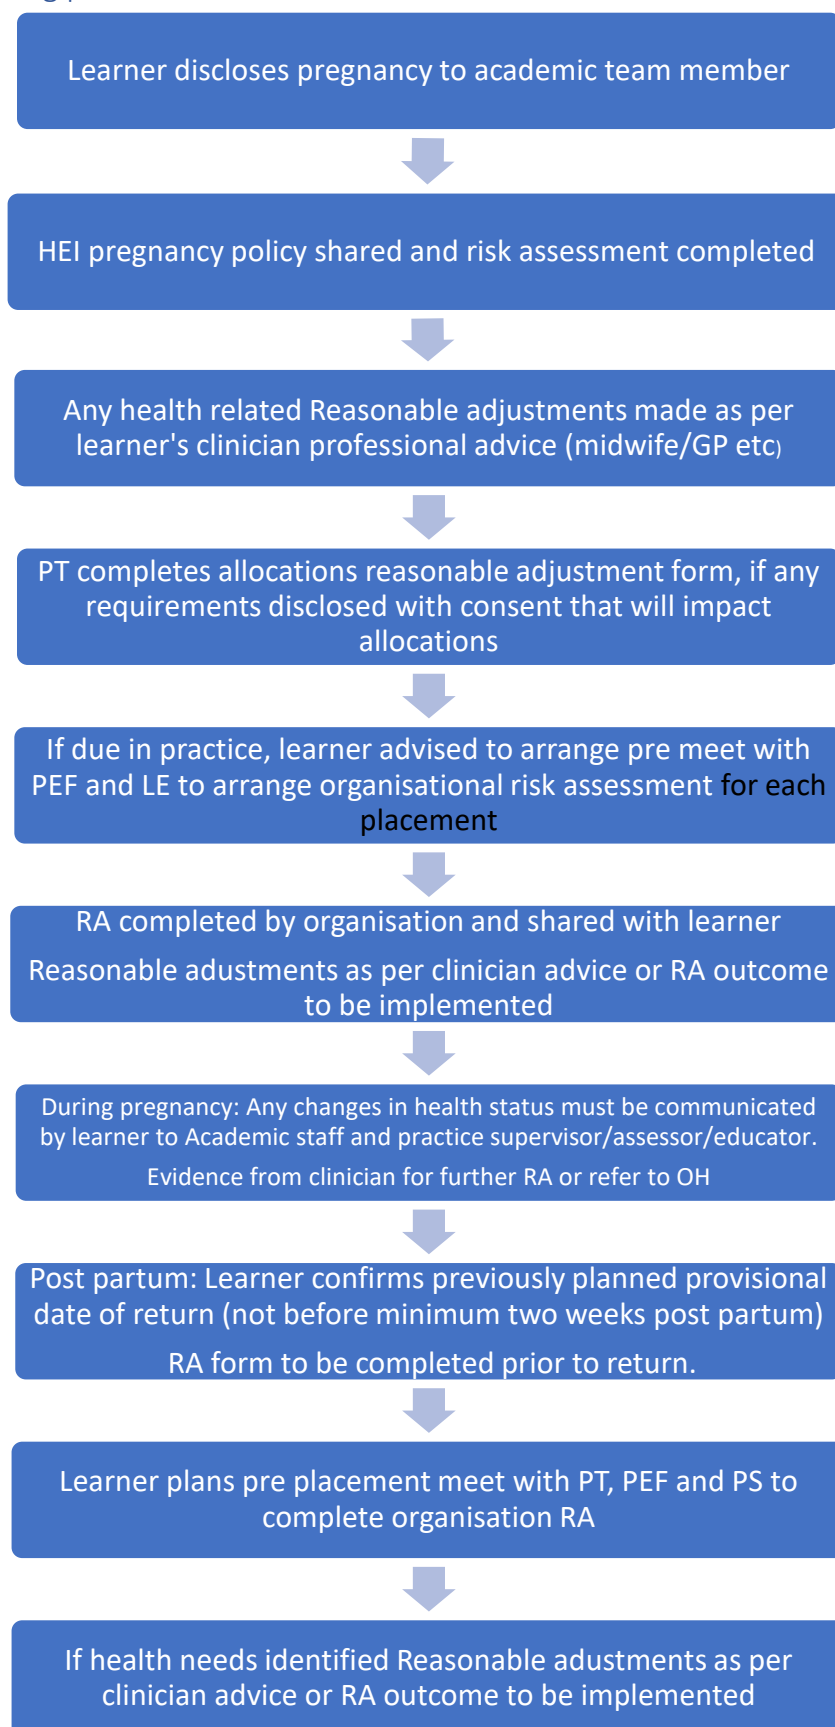 Learner discloses pregnancy to academic team member
HEI pregnancy policy shared and risk assessment completed
Any health related Reasonable adjustments made as per
learner's clinician professional advice (midwife/GP etc)
PT completes allocations reasonable adjustment form, if any
requirements disclosed with consent that will impact
allocations
If due in practice, learner advised to arrange pre meet with
PEF and LE to arrange organisational risk assessment for each
placement
RA completed by organisation and shared with learner
Reasonable adustments as per clinician advice or RA outcome
to be implemented
During pregnancy: Any changes in health status must be communicated
by learner to Academic staff and practice supervisor/assessor/educator.
Evidence from clinician for further RA or refer to OH
Post partum: Learner confirms previously planned provisional
date of return (not before minimum two weeks post partum)
RA form to be completed prior to return.
Learner plans pre placement meet with PT, PEF and PS to
complete organisation RA
If health needs identified Reasonable adustments as per
clinician advice or RA outcome to be implemented